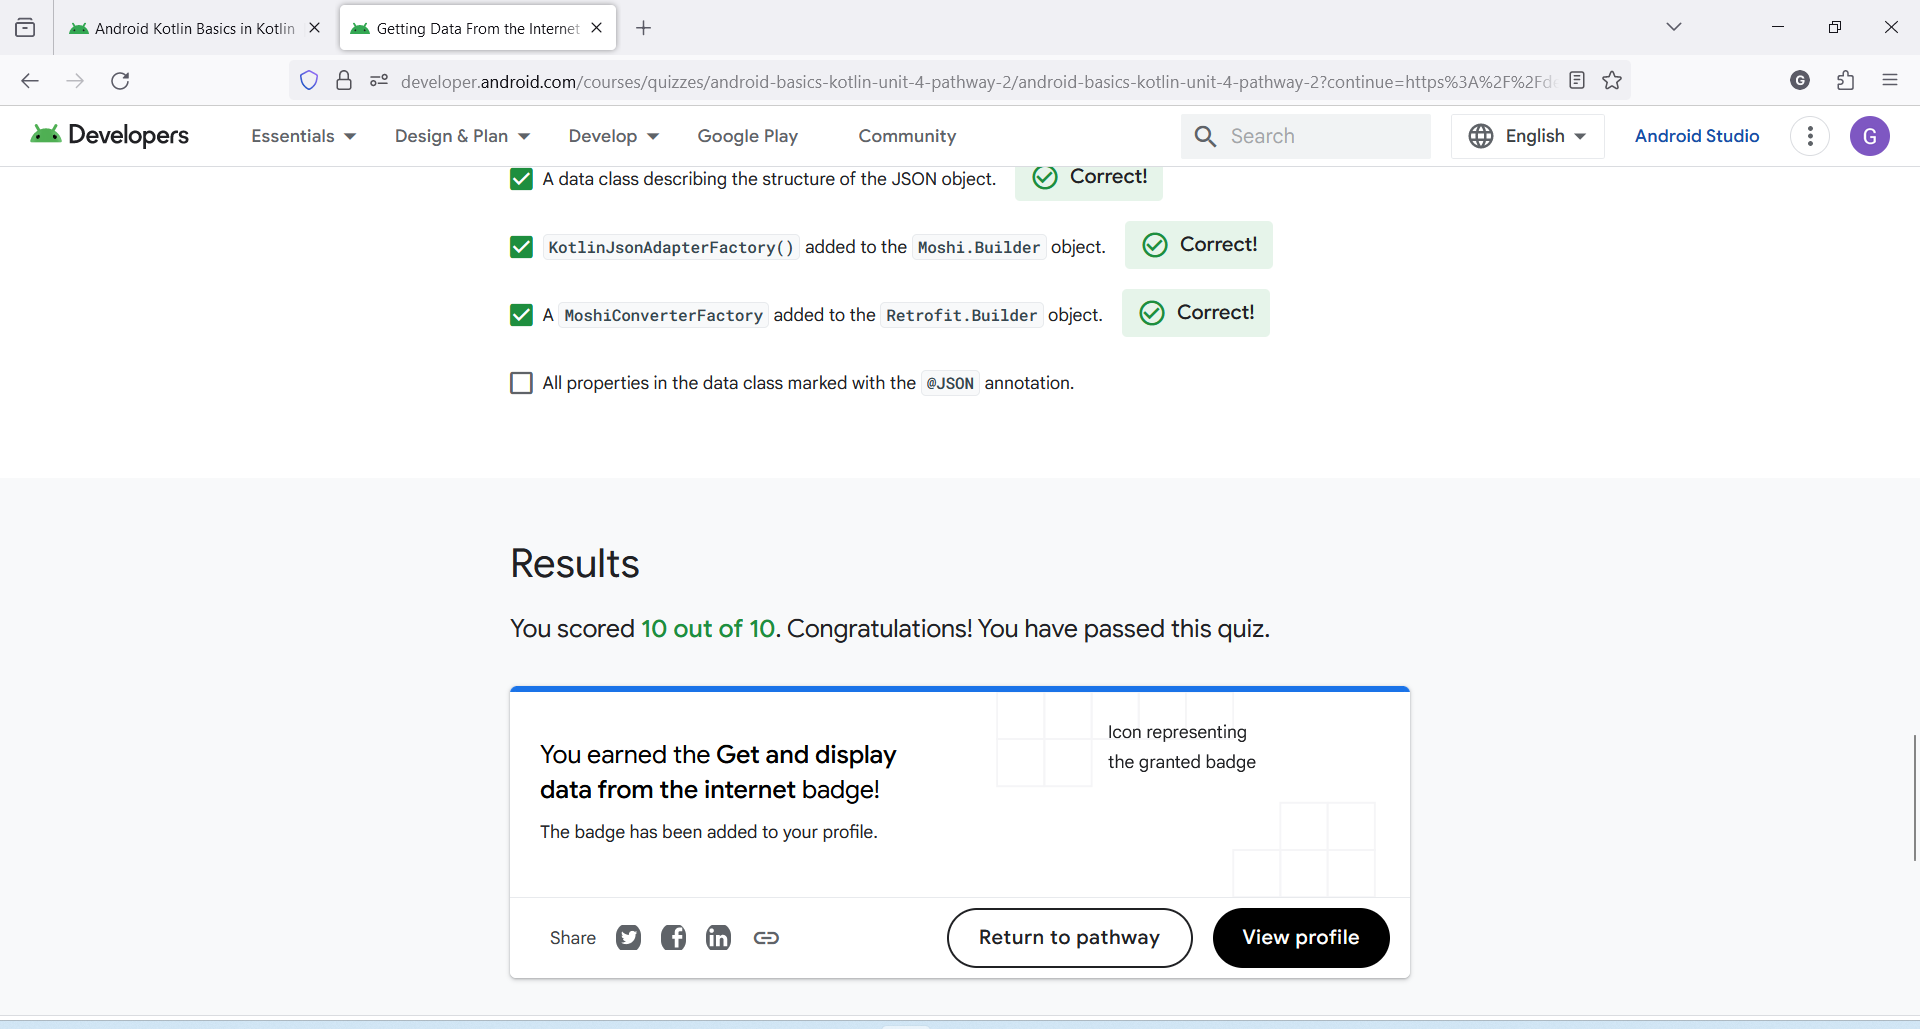 Android Kotlin Basics in Kotlin
Getting Data From the Internet
developer.android.com/courses/quizzes/android-basics-kotlin-unit-4-pathway-2/android-basics-kotlin-unit-4-pathway-2?continue=https%3A%2F%2Fde
G
Developers
Essentials
Design & Plan
Develop
Google Play
Community
Search
English
Android Studio
G
A data class describing the structure of the JSON object.
Correct!
KotlinJsonAdapterFactory() added to the Moshi.Builder object.
Correct!
A MoshiConverterFactory added to the Retrofit.Builder object.
Correct!
All properties in the data class marked with the @JSON annotation.
Results
You scored 10 out of 10. Congratulations! You have passed this quiz.
You earned the Get and display
data from the internet badge!
The badge has been added to your profile.
Icon representing
the granted badge
Share
Return to pathway
View profile